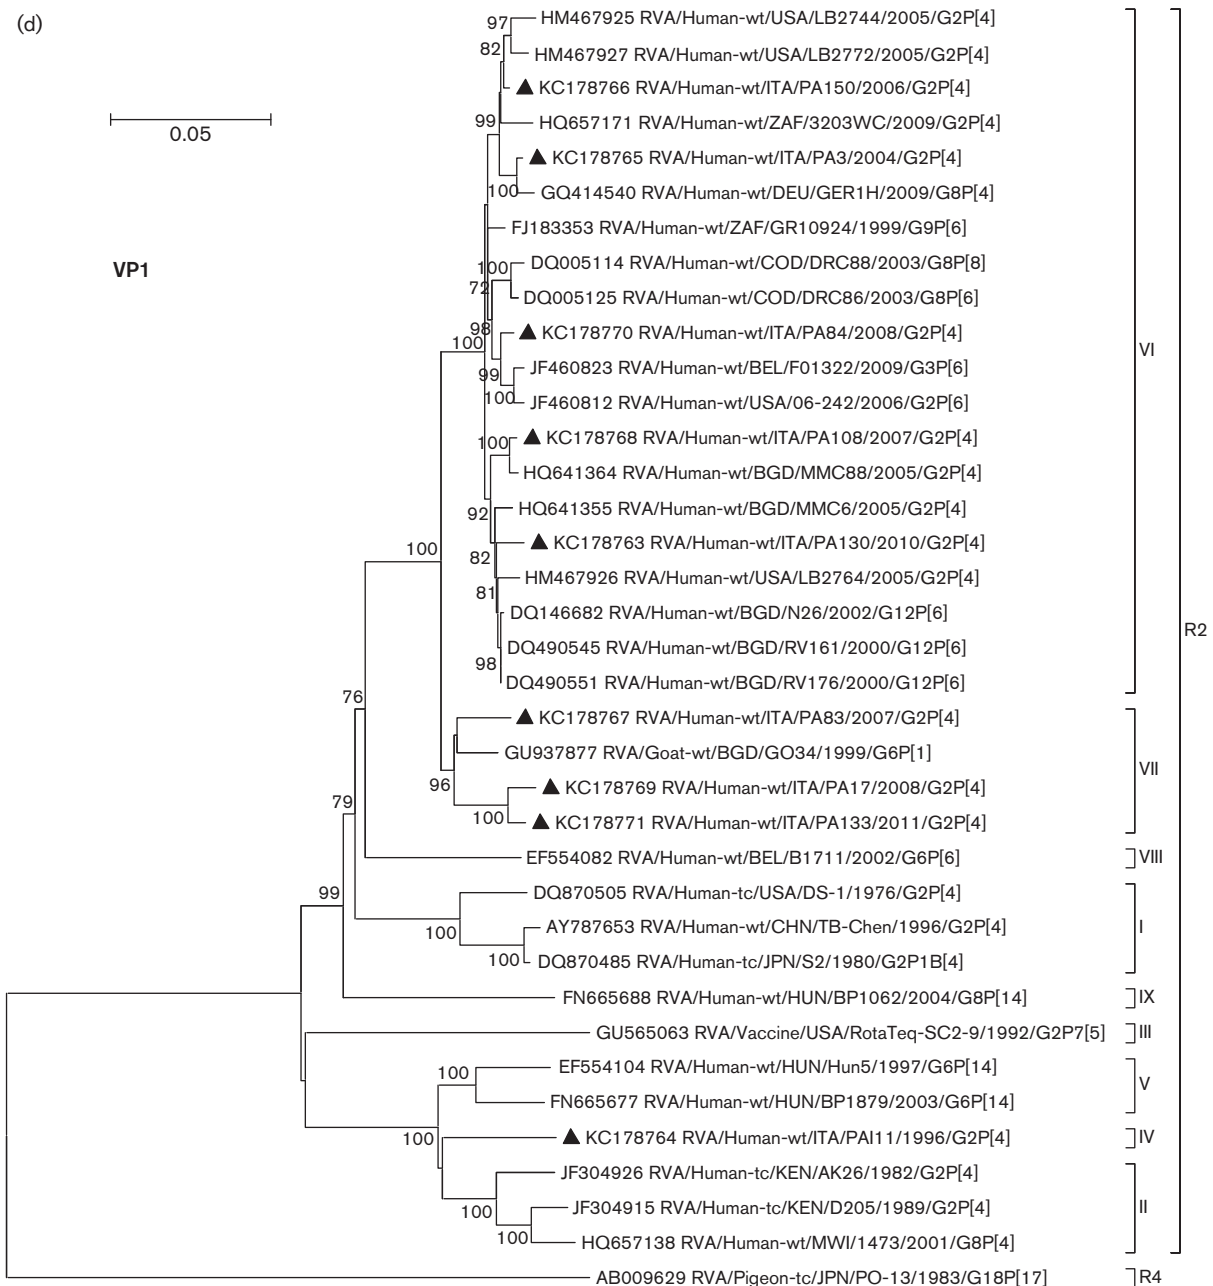 (d)
97
HM467925 RVA/Human-wt/USA/LB2744/2005/G2P[4]
82
HM467927 RVA/Human-wt/USA/LB2772/2005/G2P[4]
▲ KC178766 RVA/Human-wt/ITA/PA150/2006/G2P[4]
0.05
99
HQ657171 RVA/Human-wt/ZAF/3203WC/2009/G2P[4]
▲ KC178765 RVA/Human-wt/ITA/PA3/2004/G2P[4]
100
GQ414540 RVA/Human-wt/DEU/GER1H/2009/G8P[4]
FJ183353 RVA/Human-wt/ZAF/GR10924/1999/G9P[6]
VP1
100
DQ005114 RVA/Human-wt/COD/DRC88/2003/G8P[8]
72
DQ005125 RVA/Human-wt/COD/DRC86/2003/G8P[6]
98
▲ KC178770 RVA/Human-wt/ITA/PA84/2008/G2P[4]
100
VI
99
JF460823 RVA/Human-wt/BEL/F01322/2009/G3P[6]
100
JF460812 RVA/Human-wt/USA/06-242/2006/G2P[6]
100
▲ KC178768 RVA/Human-wt/ITA/PA108/2007/G2P[4]
HQ641364 RVA/Human-wt/BGD/MMC88/2005/G2P[4]
92
HQ641355 RVA/Human-wt/BGD/MMC6/2005/G2P[4]
100
▲ KC178763 RVA/Human-wt/ITA/PA130/2010/G2P[4]
82
HM467926 RVA/Human-wt/USA/LB2764/2005/G2P[4]
81
DQ146682 RVA/Human-wt/BGD/N26/2002/G12P[6]
R2
DQ490545 RVA/Human-wt/BGD/RV161/2000/G12P[6]
98
DQ490551 RVA/Human-wt/BGD/RV176/2000/G12P[6]
76
▲ KC178767 RVA/Human-wt/ITA/PA83/2007/G2P[4]
GU937877 RVA/Goat-wt/BGD/GO34/1999/G6P[1]
VII
96
▲ KC178769 RVA/Human-wt/ITA/PA17/2008/G2P[4]
79
100
▲ KC178771 RVA/Human-wt/ITA/PA133/2011/G2P[4]
EF554082 RVA/Human-wt/BEL/B1711/2002/G6P[6]
VIII
99
DQ870505 RVA/Human-tc/USA/DS-1/1976/G2P[4]
100
AY787653 RVA/Human-wt/CHN/TB-Chen/1996/G2P[4]
I
100
DQ870485 RVA/Human-tc/JPN/S2/1980/G2P1B[4]
FN665688 RVA/Human-wt/HUN/BP1062/2004/G8P[14]
IX
GU565063 RVA/Vaccine/USA/RotaTeq-SC2-9/1992/G2P7[5]
III
100
EF554104 RVA/Human-wt/HUN/Hun5/1997/G6P[14]
V
FN665677 RVA/Human-wt/HUN/BP1879/2003/G6P[14]
100
▲ KC178764 RVA/Human-wt/ITA/PAI11/1996/G2P[4]
IV
JF304926 RVA/Human-tc/KEN/AK26/1982/G2P[4]
100
JF304915 RVA/Human-tc/KEN/D205/1989/G2P[4]
II
100
HQ657138 RVA/Human-wt/MWI/1473/2001/G8P[4]
AB009629 RVA/Pigeon-tc/JPN/PO-13/1983/G18P[17]
R4